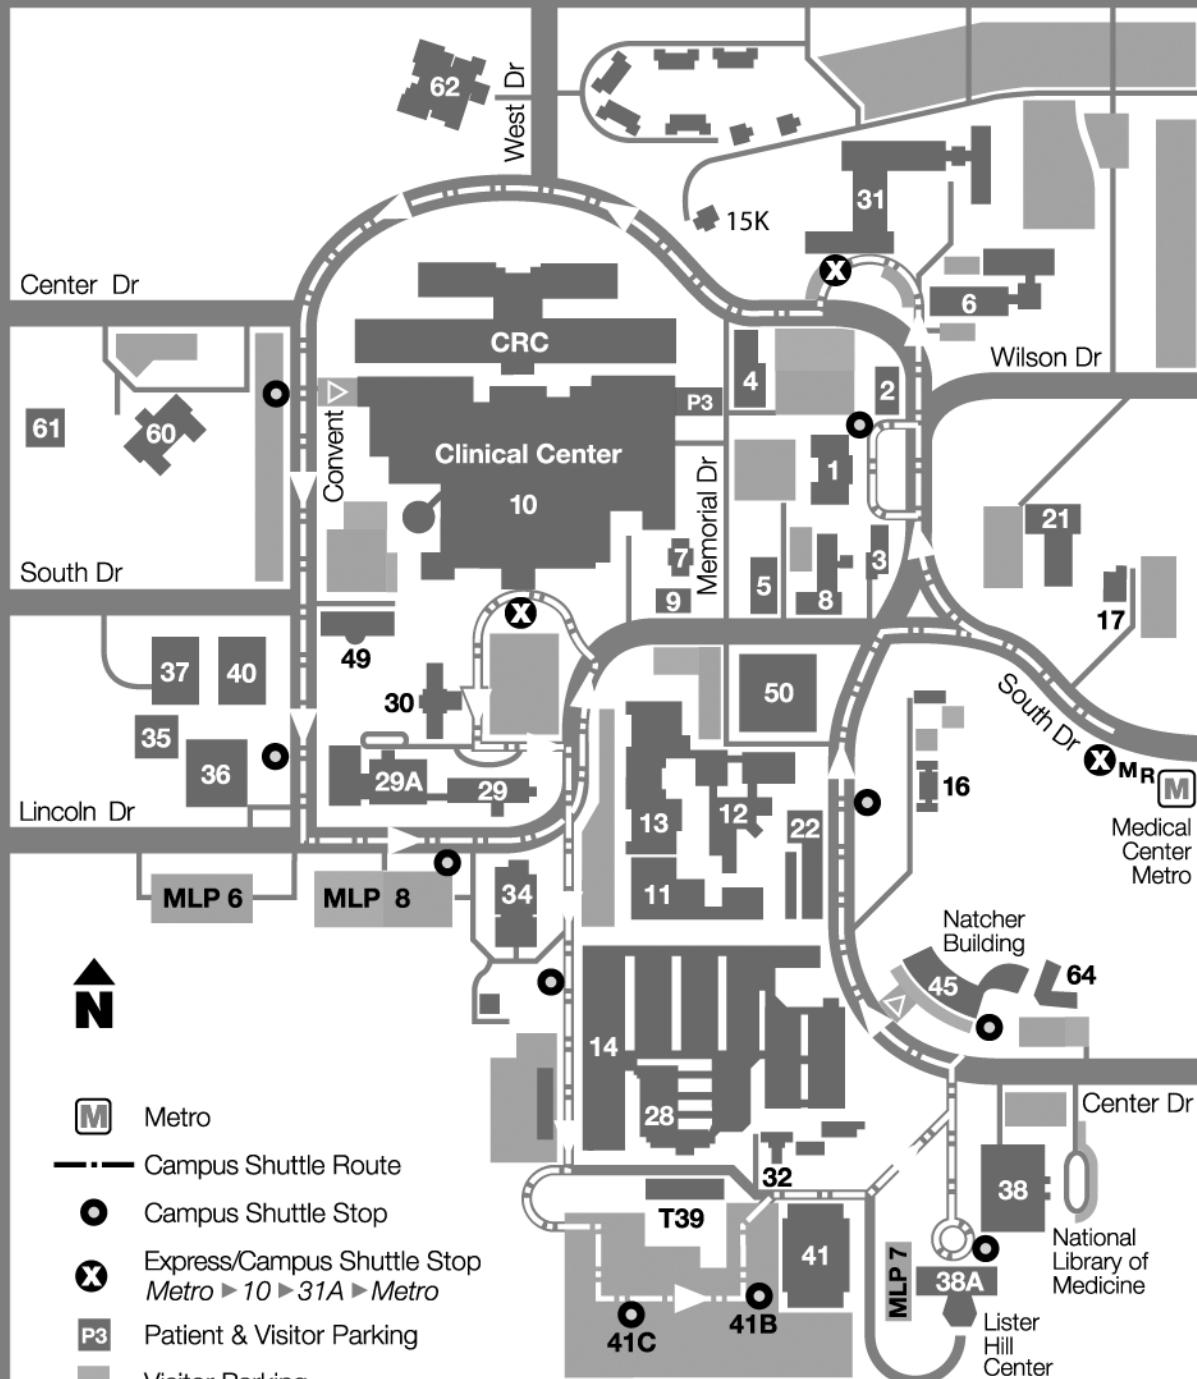 62
West Dr
31
15K
Center Dr
6
CRC
Wilson Dr
4
2
P3
61
60
Convent
Clinical Center
10
Memorial Dr
1
21
7
5
3
South Dr
9
8
17
49
37
40
30
50
South Dr
35
36
29A
29
M R
M
16
Lincoln Dr
13
12
22
Medical
Center
Metro
MLP 6
MLP 8
34
11
Natcher
Building
45
64
N
14
28
Center Dr
M
Metro
Campus Shuttle Route
32
38
T39
Campus Shuttle Stop
41
National
Library of
Medicine
X
Express/Campus Shuttle Stop
Metro ▸ 10 ▸ 31A ▸ Metro
MLP 7
38A
P3
Patient & Visitor Parking
41C
41B
Lister
Hill
Center
Visitor Parking
X
X
X